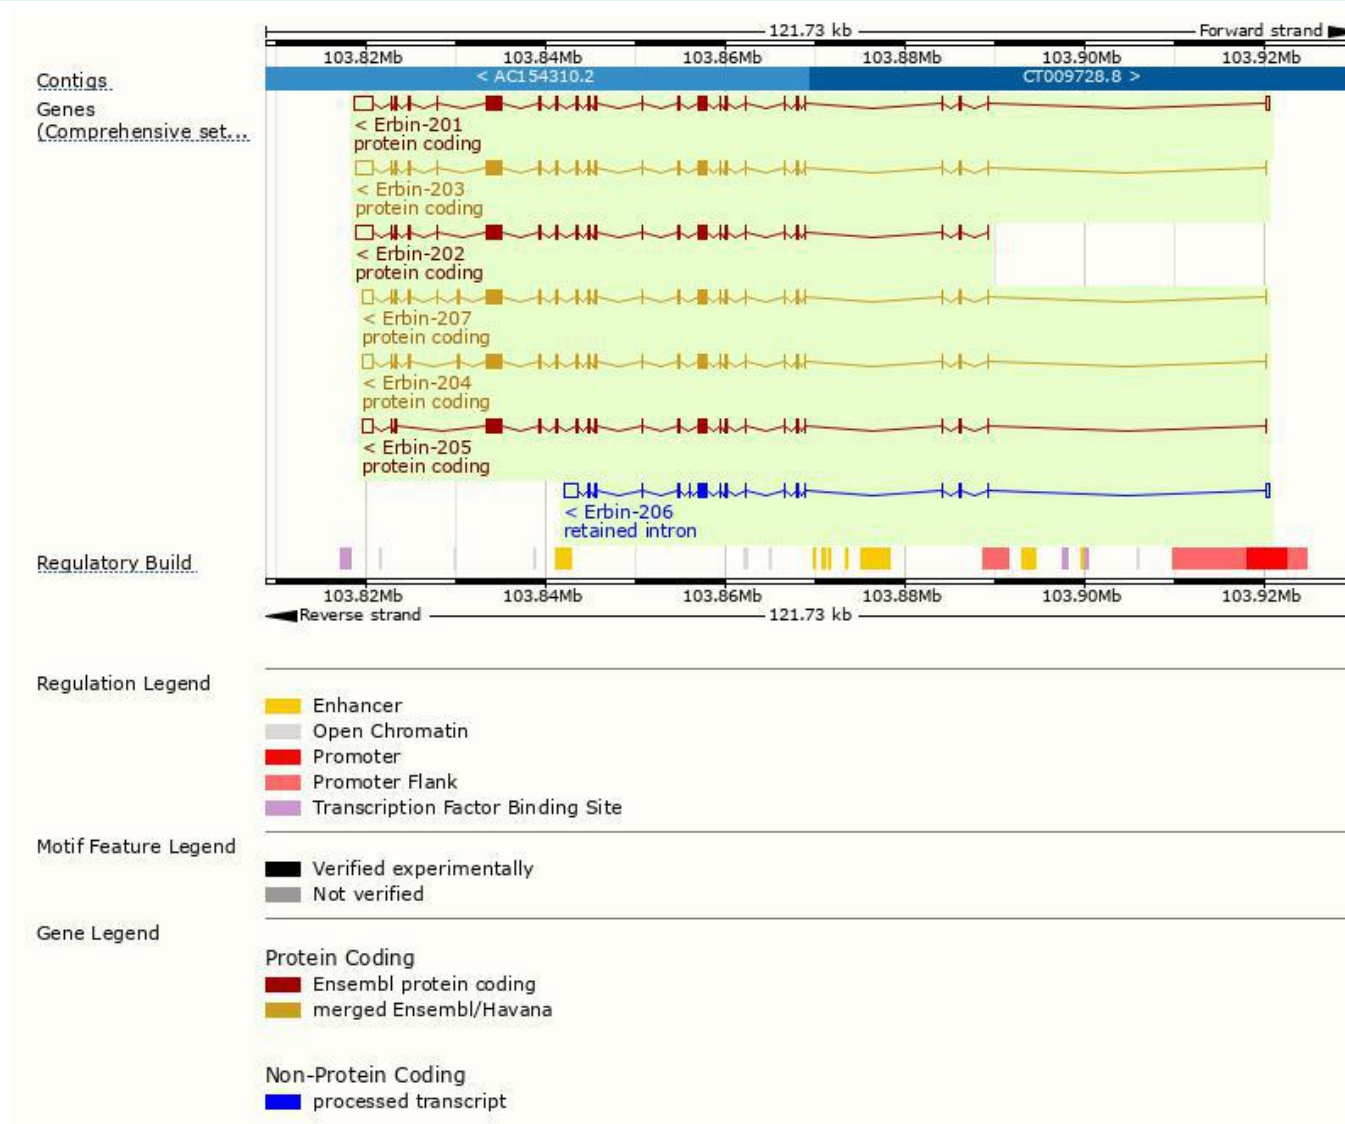 121.73 kb
Forward strand
103.82Mb 103.84Mb 103.86Mb 103.88Mb 103.90Mb 103.92Mb
Contigs < AC154310.2 CT009728.8 >
Genes
(Comprehensive set...
< Erbin-201
protein coding
< Erbin-203
protein coding
< Erbin-202
protein coding
< Erbin-207
protein coding
< Erbin-204
protein coding
< Erbin-205
protein coding
< Erbin-206
retained intron
Regulatory Build
103.82Mb 103.84Mb 103.86Mb 103.88Mb 103.90Mb 103.92Mb
Reverse strand 121.73 kb
Regulation Legend
Enhancer
Open Chromatin
Promoter
Promoter Flank
Transcription Factor Binding Site
Motif Feature Legend
Verified experimentally
Not verified
Gene Legend
Protein Coding
Ensembl protein coding
merged Ensembl/Havana
Non-Protein Coding
processed transcript